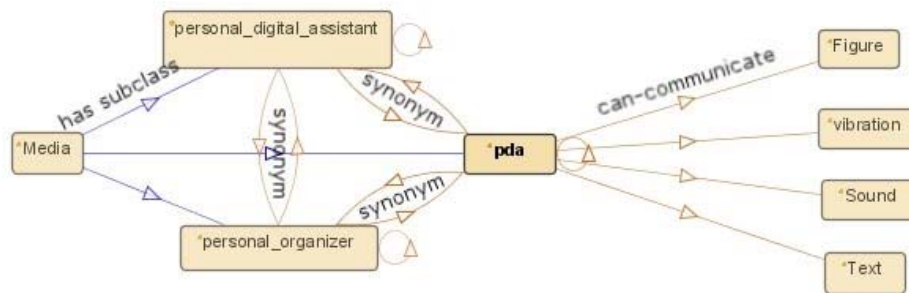 *personal_digital_assistant
*Figure
can-communicate
has subclass
synonym
*vibration
synonym
*Media
*pda
synonym
*Sound
*personal_organizer
*Text